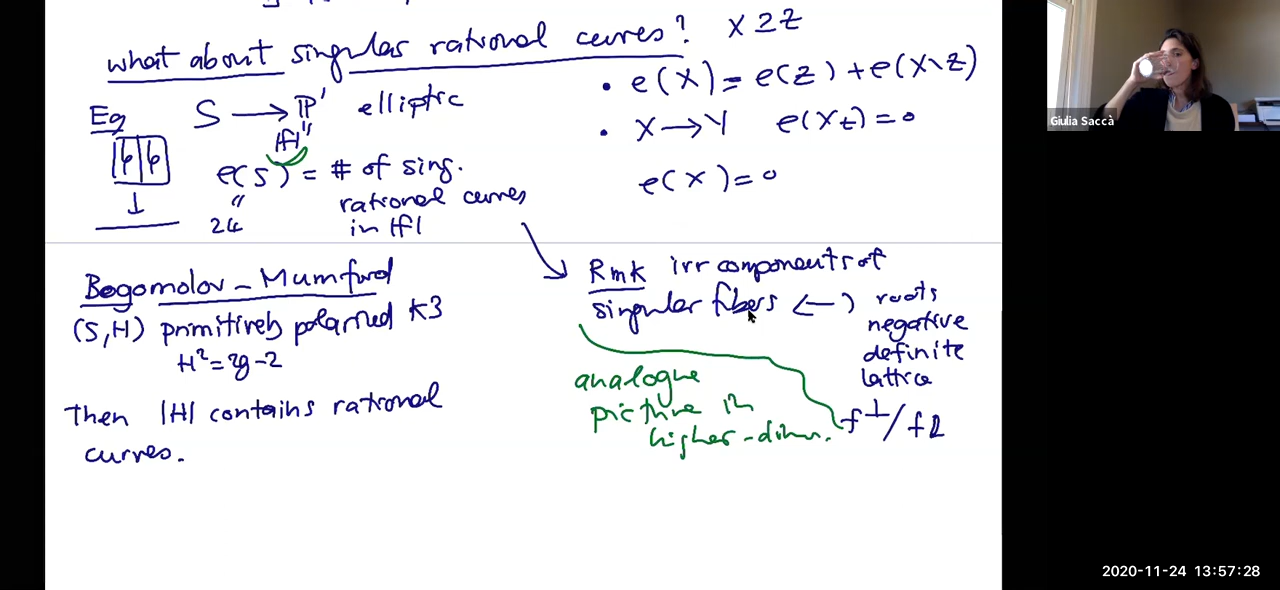 what about singular rational curves? X ⊇ Z
• e(X) = e(Z) + e(X\Z)
Eg S → ℙ¹ elliptic
• X → Y e(X_t) = 0
|f|
e(S) = # of sing.
e(X) = 0
24
rational curves
in |f|
Bogomolov - Mumford
(S, H) primitively polarized K3
H² = 2g-2
Then |H| contains rational
curves.
Rmk irr components of
singular fibers ↔ roots
negative
definite
lattice
f^⊥/fℤ
analogue
picture in
higher-dim.
Giulia Saccà
2020-11-24 13:57:28